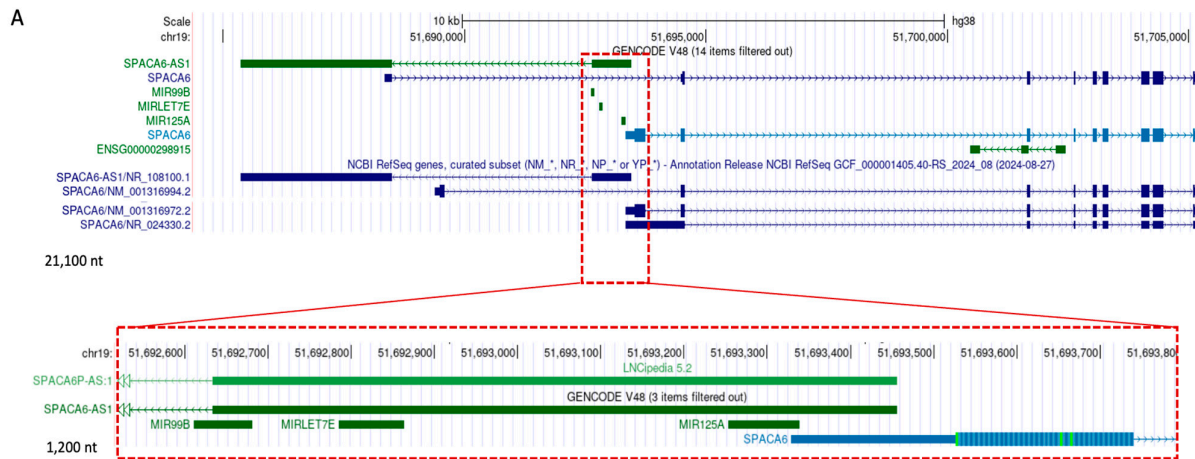 A
Scale 10 kb hg38
chr19: 51,690,000 51,695,000 51,700,000 51,705,000
GENCODE V48 (14 items filtered out)
SPACA6-AS1
SPACA6
MIR99B
MIRLET7E
MIR125A
SPACA6
ENSG00000298915
NCBI RefSeq genes, curated subset (NM_*, NR_*, NP_* or YP_*) - Annotation Release NCBI RefSeq GCF_000001405.40-RS_2024_08 (2024-08-27)
SPACA6-AS1/NR_108100.1
SPACA6/NM_001316994.2
SPACA6/NM_001316972.2
SPACA6/NR_024330.2
21,100 nt
chr19: 51,692,600 51,692,700 51,692,800 51,692,900 51,693,000 51,693,100 51,693,200 51,693,300 51,693,400 51,693,500 51,693,600 51,693,700 51,693,80
LNCipedia 5.2
SPACA6P-AS:1
GENCODE V48 (3 items filtered out)
SPACA6-AS1
MIR99B MIRLET7E MIR125A
SPACA6
1,200 nt